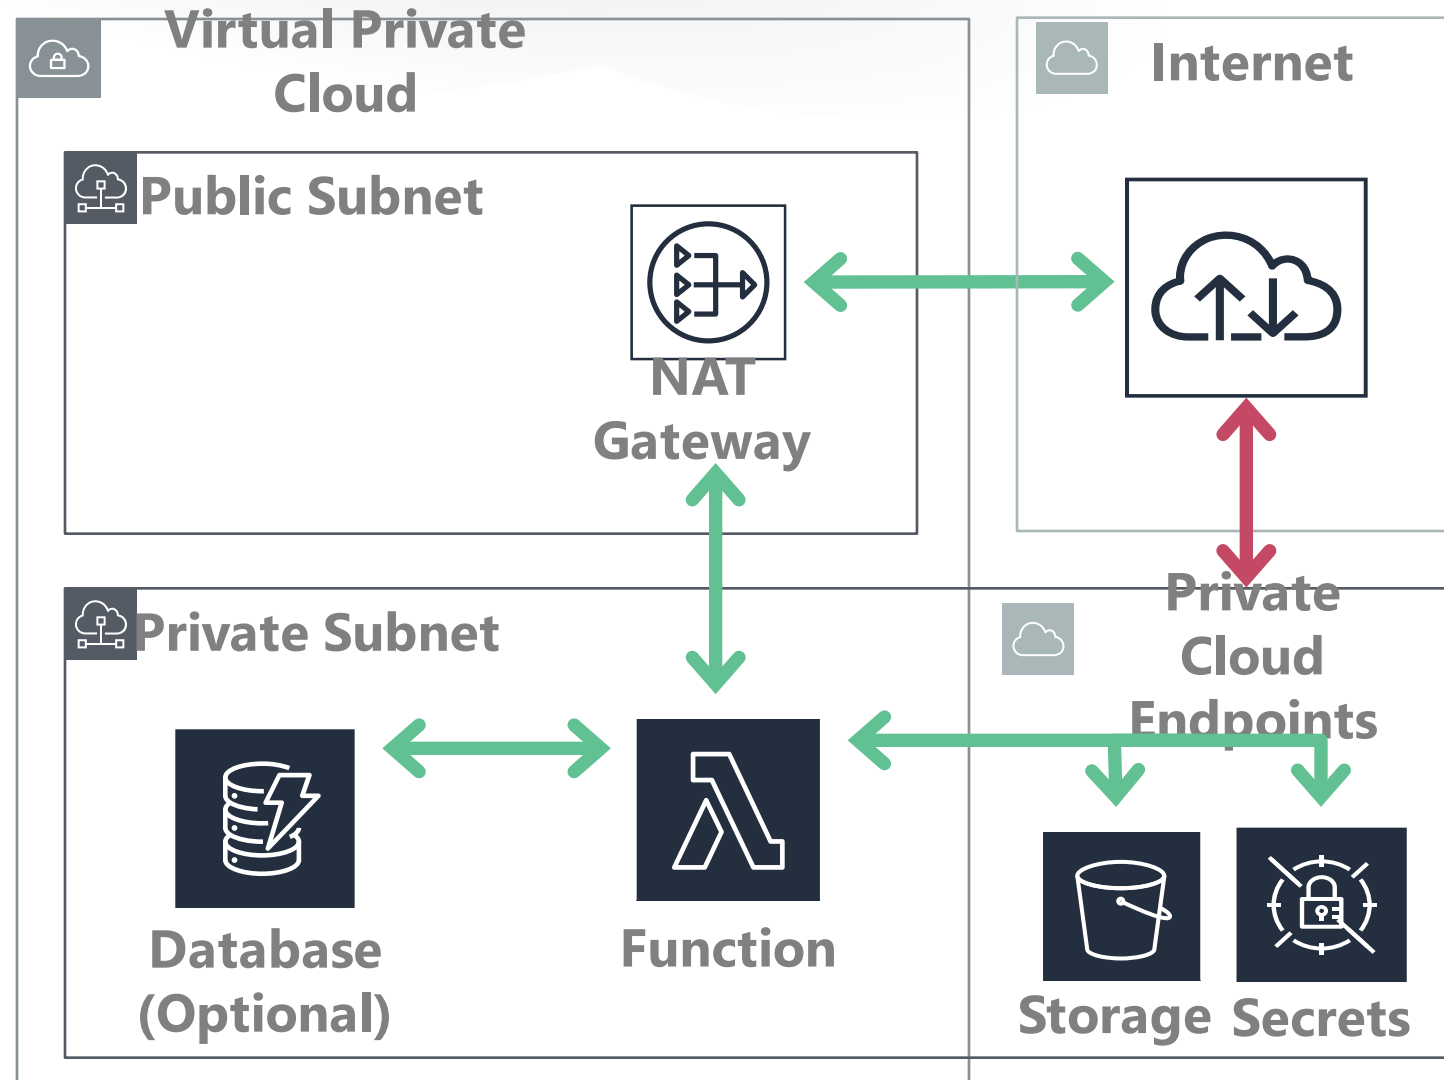 Virtual Private
Cloud
Internet
Public Subnet
NAT
Gateway
Private Subnet
Private
Cloud
Endpoints
Database
(Optional)
Function
Storage
Secrets